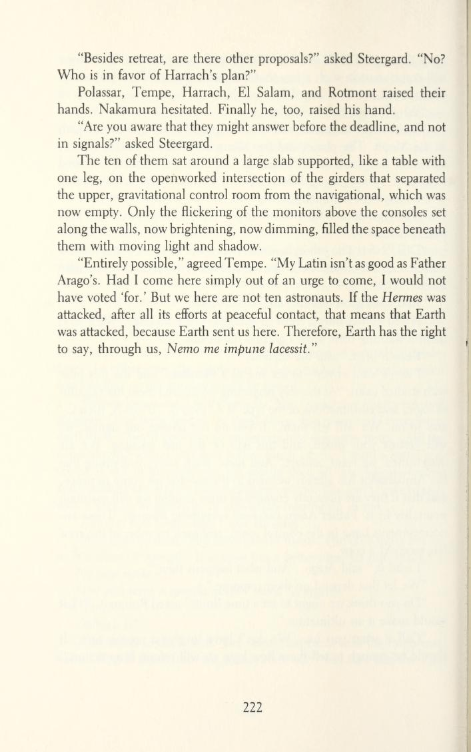 “Besides retreat, are there other proposals?” asked Steergard. “No?
Who is in favor of Harrach’s plan?”
Polassar, Tempe, Harrach, El Salam, and Rotmont raised their
hands. Nakamura hesitated. Finally he, too, raised his hand.
“Are you aware that they might answer before the deadline, and not
in signals?” asked Steergard.
The ten of them sat around a large slab supported, like a table with
one leg, on the openworked intersection of the girders that separated
the upper, gravitational control room from the navigational, which was
now empty. Only the flickering of the monitors above the consoles set
along the walls, now brightening, now dimming, filled the space beneath
them with moving light and shadow.
“Entirely possible,” agreed Tempe. “My Latin isn’t as good as Father
Arago’s. Had I come here simply out of an urge to come, I would not
have voted ‘for.’ But we here are not ten astronauts. If the Hermes was
attacked, after all its efforts at peaceful contact, that means that Earth
was attacked, because Earth sent us here. Therefore, Earth has the right
to say, through us, Nemo me impune lacessit.”
222